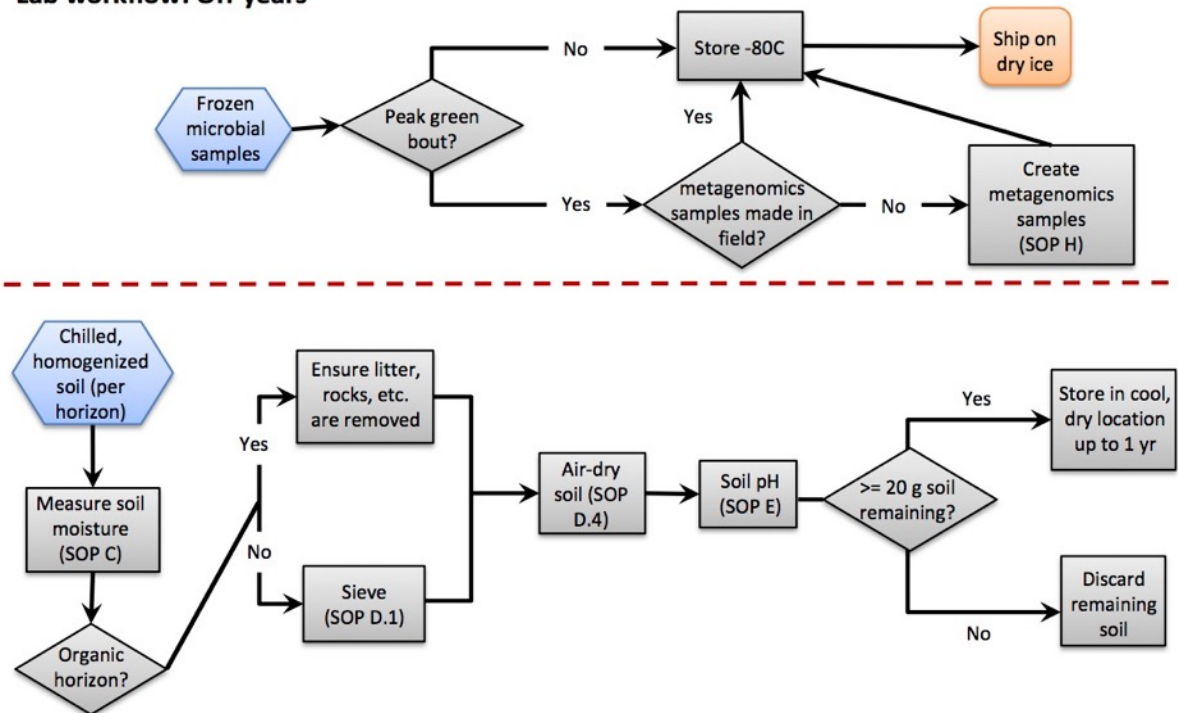 Lab workflow: Off-years
No
Store -80C
Ship on
dry ice
Frozen
microbial
samples
Peak green
bout?
Yes
Yes
metagenomics
samples made in
field?
No
Create
metagenomics
samples
(SOP H)
Chilled,
homogenized
soil (per
horizon)
Measure soil
moisture
(SOP C)
Organic
horizon?
Yes
No
Ensure litter,
rocks, etc.
are removed
Sieve
(SOP D.1)
Air-dry
soil (SOP
D.4)
Soil pH
(SOP E)
>= 20 g soil
remaining?
Yes
Store in cool,
dry location
up to 1 yr
No
Discard
remaining
soil